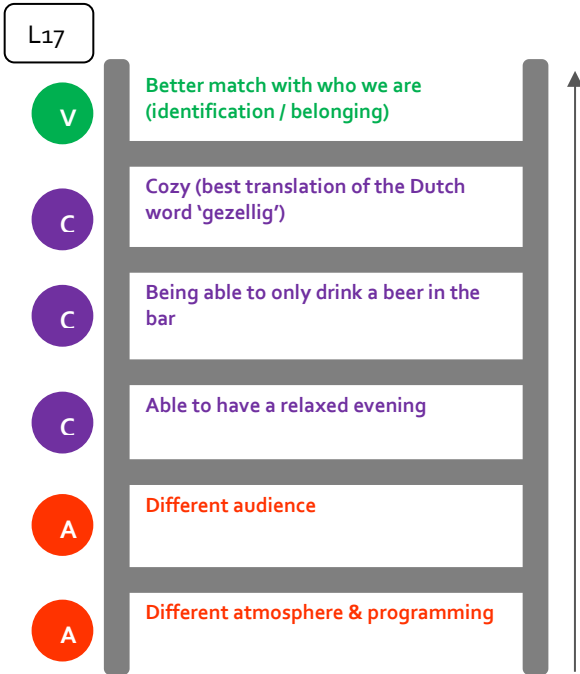 L17
V
Better match with who we are
(identification / belonging)
C
Cozy (best translation of the Dutch
word ‘gezellig’)
C
Being able to only drink a beer in the
bar
C
Able to have a relaxed evening
A
Different audience
A
Different atmosphere & programming